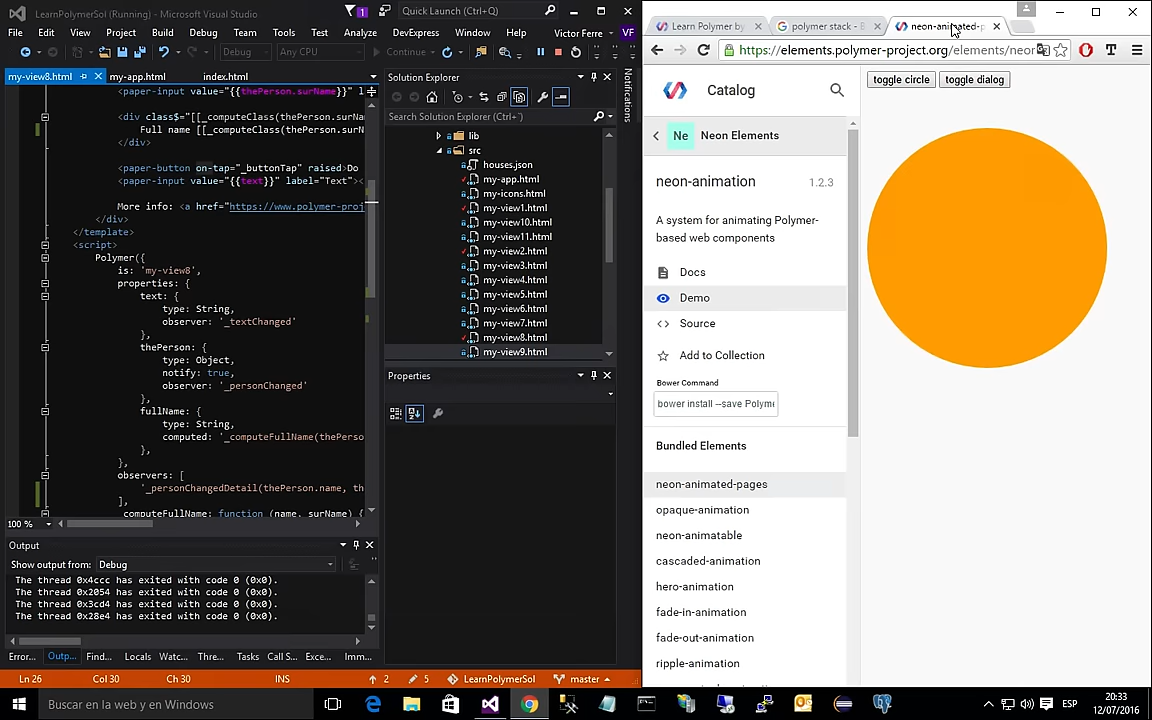 LearnPolymerSol (Running) - Microsoft Visual Studio
1
Quick Launch (Ctrl+Q)
File Edit View Project Build Debug Team Tools Test Analyze ReSharper Window Help Victor Ferre... VF
Debug Any CPU Continue
my-view8.html my-app.html index.html
<paper-input value="{{thePerson.surName}}" l
<div class$="[[_computeClass(thePerson.surN
Full name [[_computeClass(thePerson.surN
</div>
<paper-button on-tap="_buttonTap" raised>Do
<paper-input value="{{text}}" label="Text"><
More info: <a href="https://www.polymer-proj
</div>
</template>
<script>
Polymer({
is: 'my-view8',
properties: {
text: {
type: String,
observer: '_textChanged'
},
thePerson: {
type: Object,
notify: true,
observer: '_personChanged'
},
fullName: {
type: String,
computed: '_computeFullName(thePerso
},
},
observers: [
'_personChangedDetail(thePerson.name, th
],
_computeFullName: function (name, surName) {
100 %
Output
Show output from: Debug
The thread 0x4ccc has exited with code 0 (0x0).
The thread 0x2054 has exited with code 0 (0x0).
The thread 0x3cd4 has exited with code 0 (0x0).
The thread 0x28e4 has exited with code 0 (0x0).
Error... Outp... Find... Locals Watc... Thre... Tasks Call S... Exce... Imm...
Ln 26 Col 30 Ch 30 INS 2 5 LearnPolymerSol master
Solution Explorer
Search Solution Explorer (Ctrl+')
lib
src
houses.json
my-app.html
my-icons.html
my-view1.html
my-view10.html
my-view11.html
my-view2.html
my-view3.html
my-view4.html
my-view5.html
my-view6.html
my-view7.html
my-view8.html
my-view9.html
Properties
Notifications
Learn Polymer by polymer stack - B neon-animated-p
https://elements.polymer-project.org/elements/neor
Catalog
Ne Neon Elements
neon-animation 1.2.3
A system for animating Polymer-
based web components
Docs
Demo
Source
Add to Collection
Bower Command
bower install --save Polyme
Bundled Elements
neon-animated-pages
opaque-animation
neon-animatable
cascaded-animation
hero-animation
fade-in-animation
fade-out-animation
ripple-animation
toggle circle toggle dialog
Buscar en la web y en Windows
ESP
20:33
12/07/2016